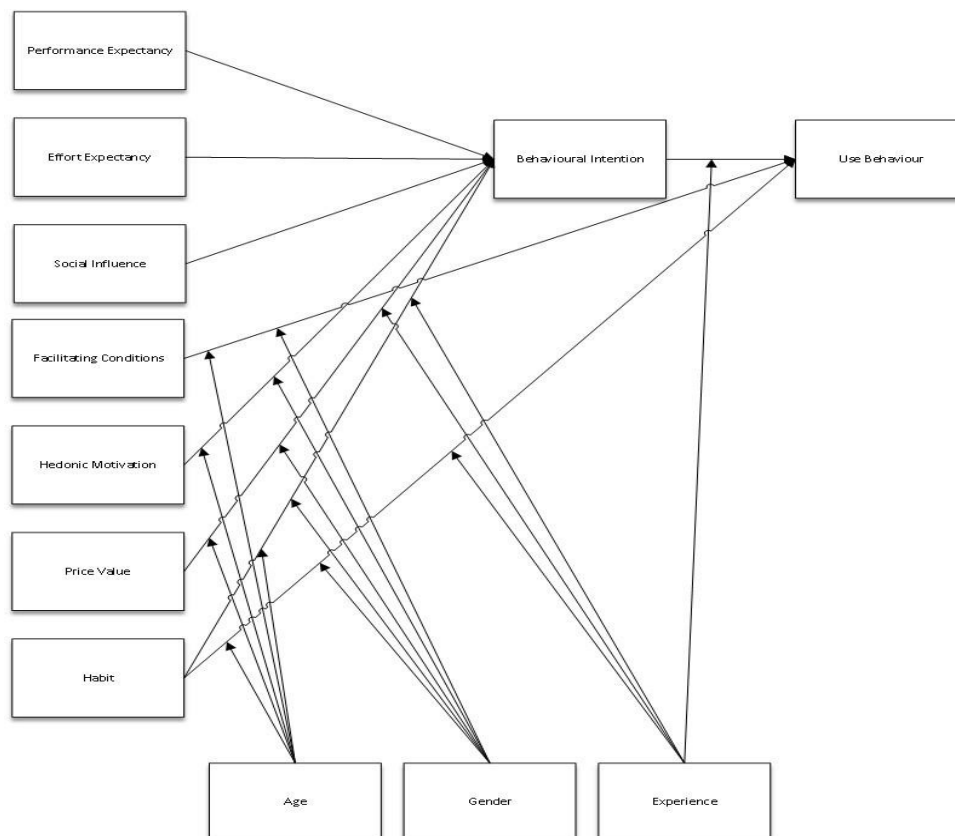 Performance Expectancy
Effort Expectancy
Behavioural Intention
Use Behaviour
Social Influence
Facilitating Conditions
Hedonic Motivation
Price Value
Habit
Age
Gender
Experience